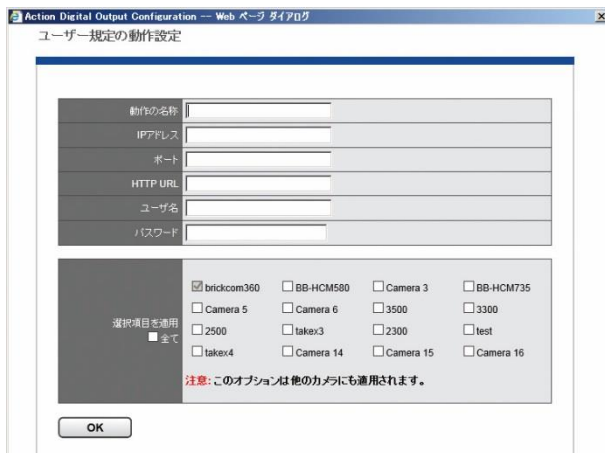 Action Digital Output Configuration -- Web ページ ダイアログ
ユーザー規定の動作設定
動作の名称
IPアドレス
ポート
HTTP URL
ユーザ名
パスワード
選択項目を適用
全て
brickcom360 BB-HCM580 Camera 3 BB-HCM735
Camera 5 Camera 6 3500 3300
2500 takex3 2300 test
takex4 Camera 14 Camera 15 Camera 16
注意: このオプションは他のカメラにも適用されます。
OK